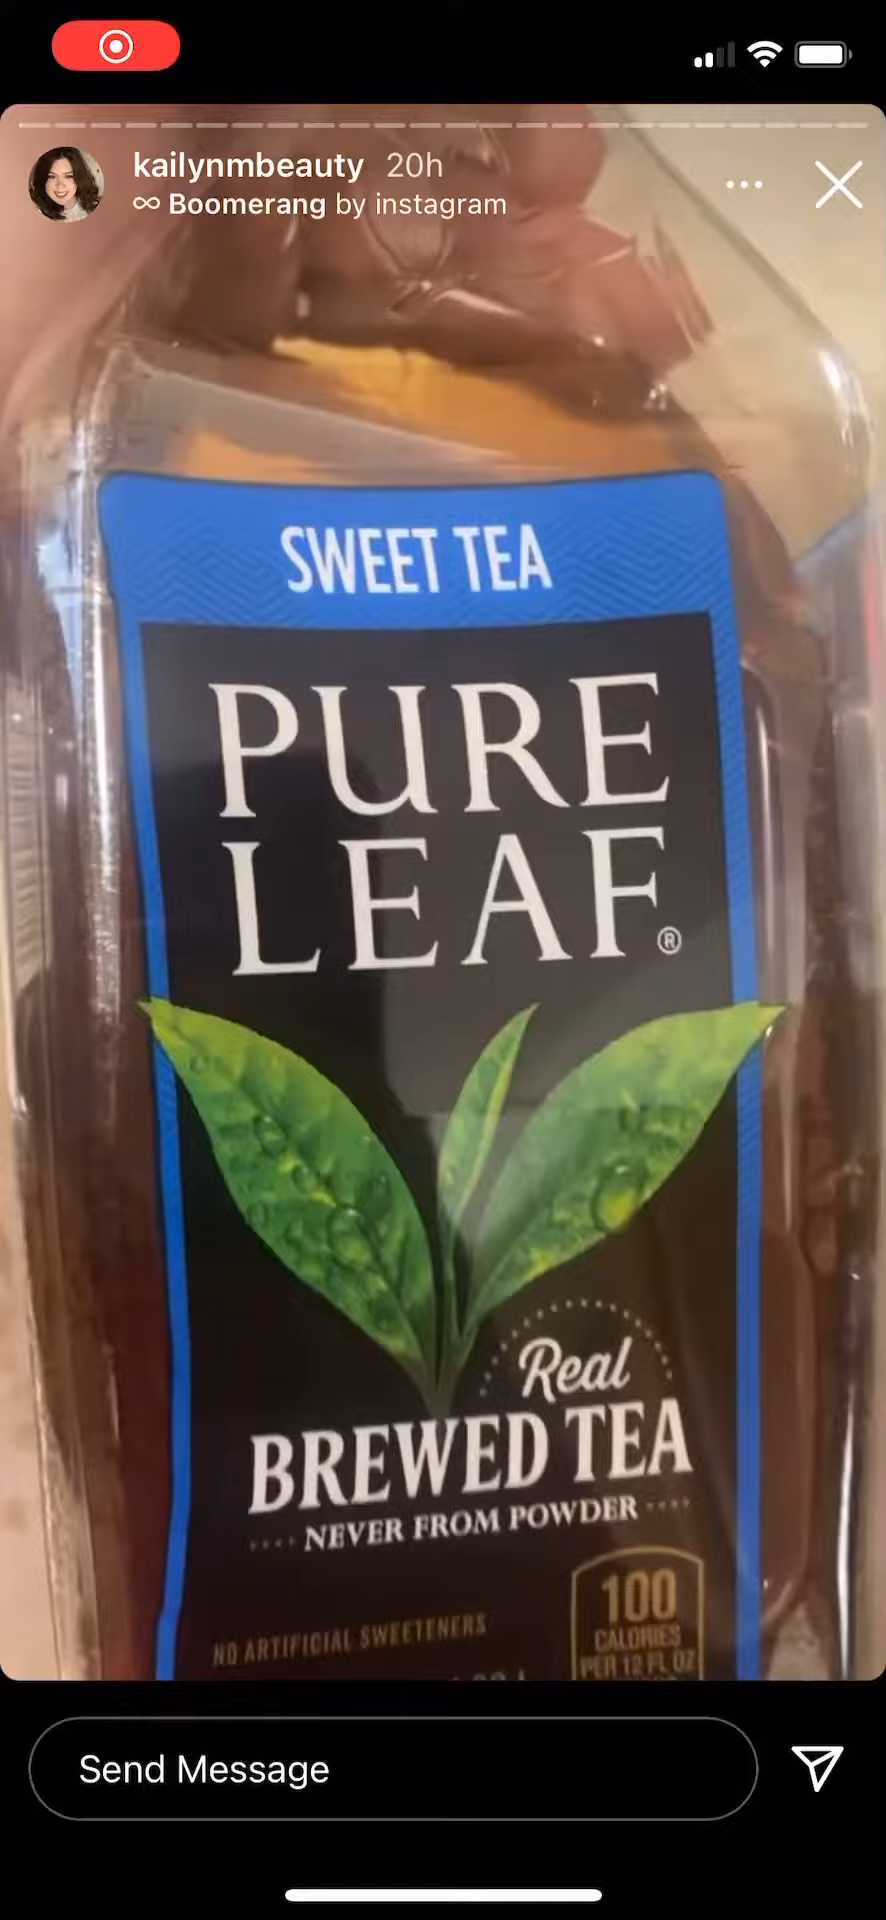 kailynmbeauty 20h
∞ Boomerang by instagram
SWEET TEA
PURE
LEAF®
Real
BREWED TEA
NEVER FROM POWDER
100
CALORIES
PER 12 FL OZ
NO ARTIFICIAL SWEETENERS
Send Message